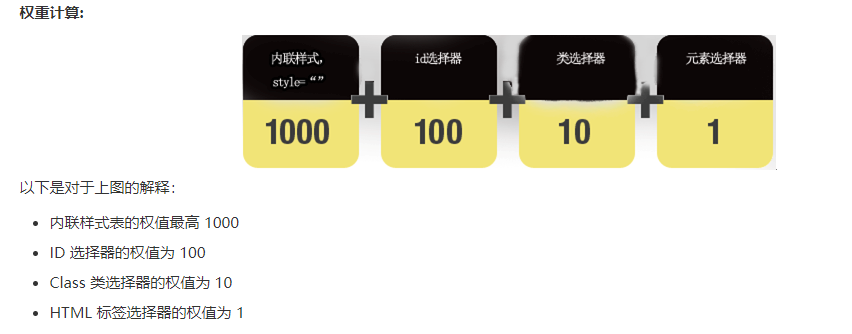 权重计算:
内联样式,
style=“”
id选择器
类选择器
元素选择器
1000
+
100
+
10
+
1
以下是对于上图的解释：
• 内联样式表的权值最高 1000
• ID 选择器的权值为 100
• Class 类选择器的权值为 10
• HTML 标签选择器的权值为 1